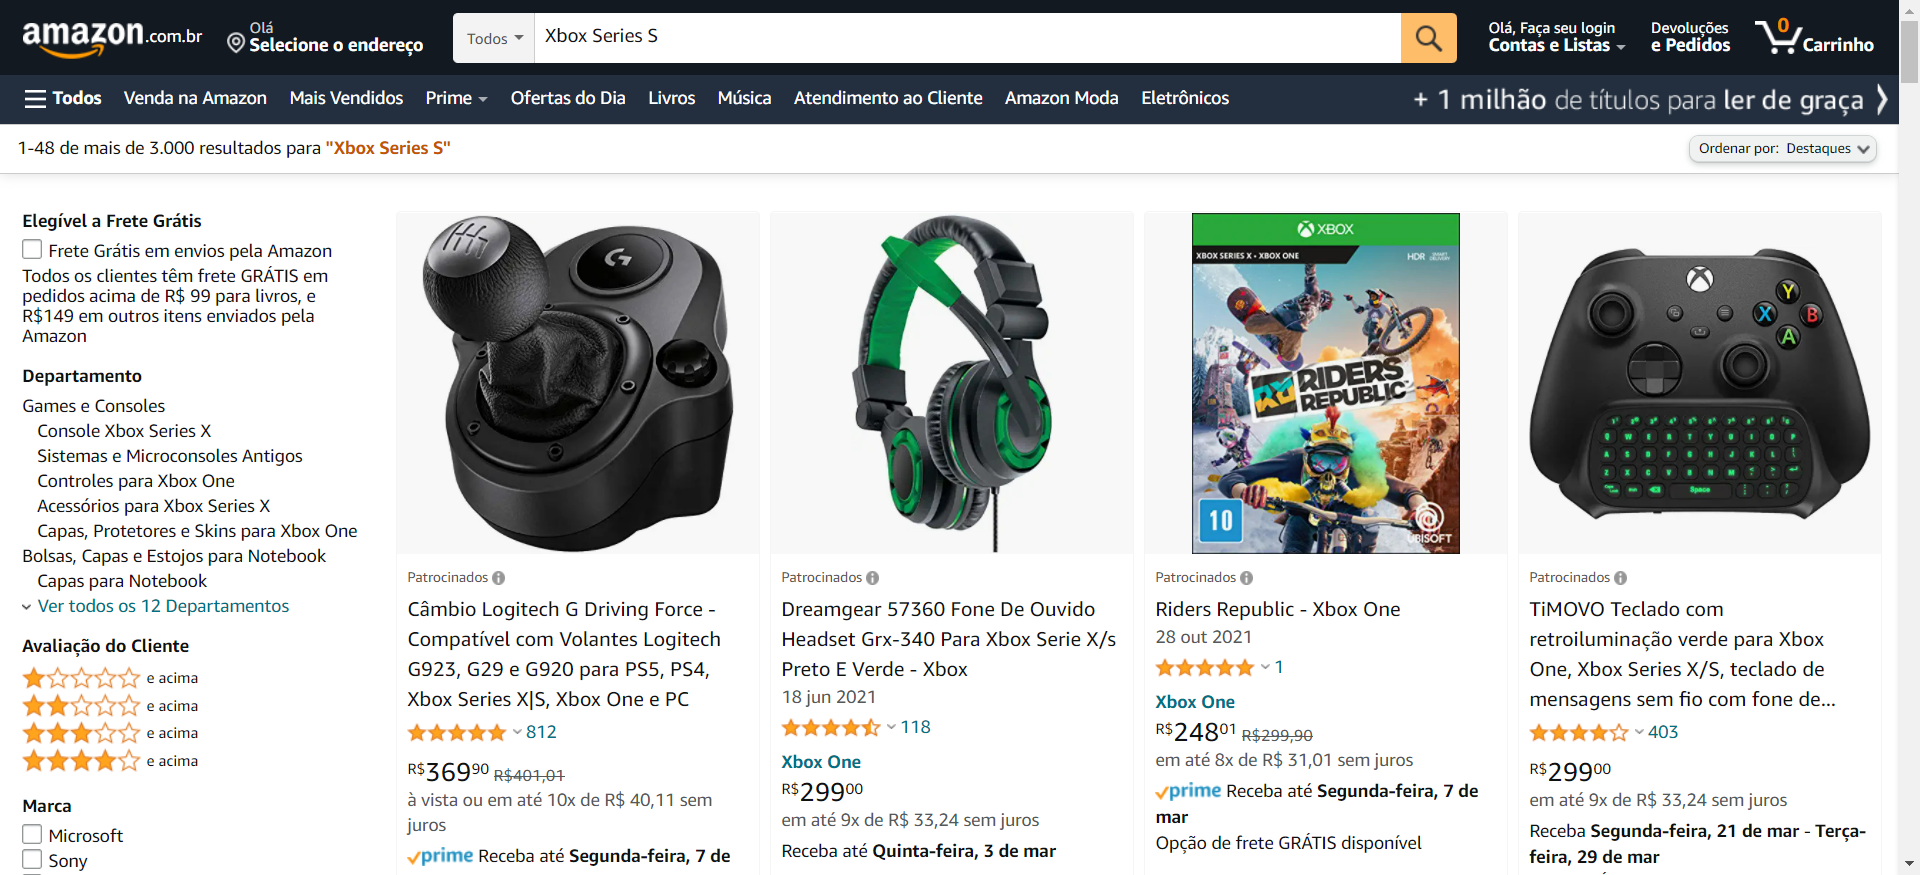 amazon.com.br
Olá
Selecione o endereço
Todos
Xbox Series S
Olá, Faça seu login
Contas e Listas
Devoluções
e Pedidos
0
Carrinho
Todos
Venda na Amazon
Mais Vendidos
Prime
Ofertas do Dia
Livros
Música
Atendimento ao Cliente
Amazon Moda
Eletrônicos
+ 1 milhão de títulos para ler de graça
1-48 de mais de 3.000 resultados para "Xbox Series S"
Ordenar por: Destaques
Elegível a Frete Grátis
Frete Grátis em envios pela Amazon
Todos os clientes têm frete GRÁTIS em
pedidos acima de R$ 99 para livros, e
R$149 em outros itens enviados pela
Amazon
Departamento
Games e Consoles
Console Xbox Series X
Sistemas e Microconsoles Antigos
Controles para Xbox One
Acessórios para Xbox Series X
Capas, Protetores e Skins para Xbox One
Bolsas, Capas e Estojos para Notebook
Capas para Notebook
Ver todos os 12 Departamentos
Avaliação do Cliente
e acima
e acima
e acima
e acima
Marca
Microsoft
Sony
G
Patrocinados
Câmbio Logitech G Driving Force -
Compatível com Volantes Logitech
G923, G29 e G920 para PS5, PS4,
Xbox Series X|S, Xbox One e PC
812
R$36990 R$401,01
à vista ou em até 10x de R$ 40,11 sem
juros
prime Receba até Segunda-feira, 7 de
Patrocinados
Dreamgear 57360 Fone De Ouvido
Headset Grx-340 Para Xbox Serie X/s
Preto E Verde - Xbox
18 jun 2021
118
Xbox One
R$29900
em até 9x de R$ 33,24 sem juros
Receba até Quinta-feira, 3 de mar
XBOX
XBOX SERIES X • XBOX ONE
HDR
RIDERS
REPUBLIC
10
UBISOFT
Patrocinados
Riders Republic - Xbox One
28 out 2021
1
Xbox One
R$24801 R$299,90
em até 8x de R$ 31,01 sem juros
prime Receba até Segunda-feira, 7 de
mar
Opção de frete GRÁTIS disponível
Y
X
B
A
Space
Patrocinados
TiMOVO Teclado com
retroiluminação verde para Xbox
One, Xbox Series X/S, teclado de
mensagens sem fio com fone de...
403
R$29900
em até 9x de R$ 33,24 sem juros
Receba Segunda-feira, 21 de mar - Terça-
feira, 29 de mar